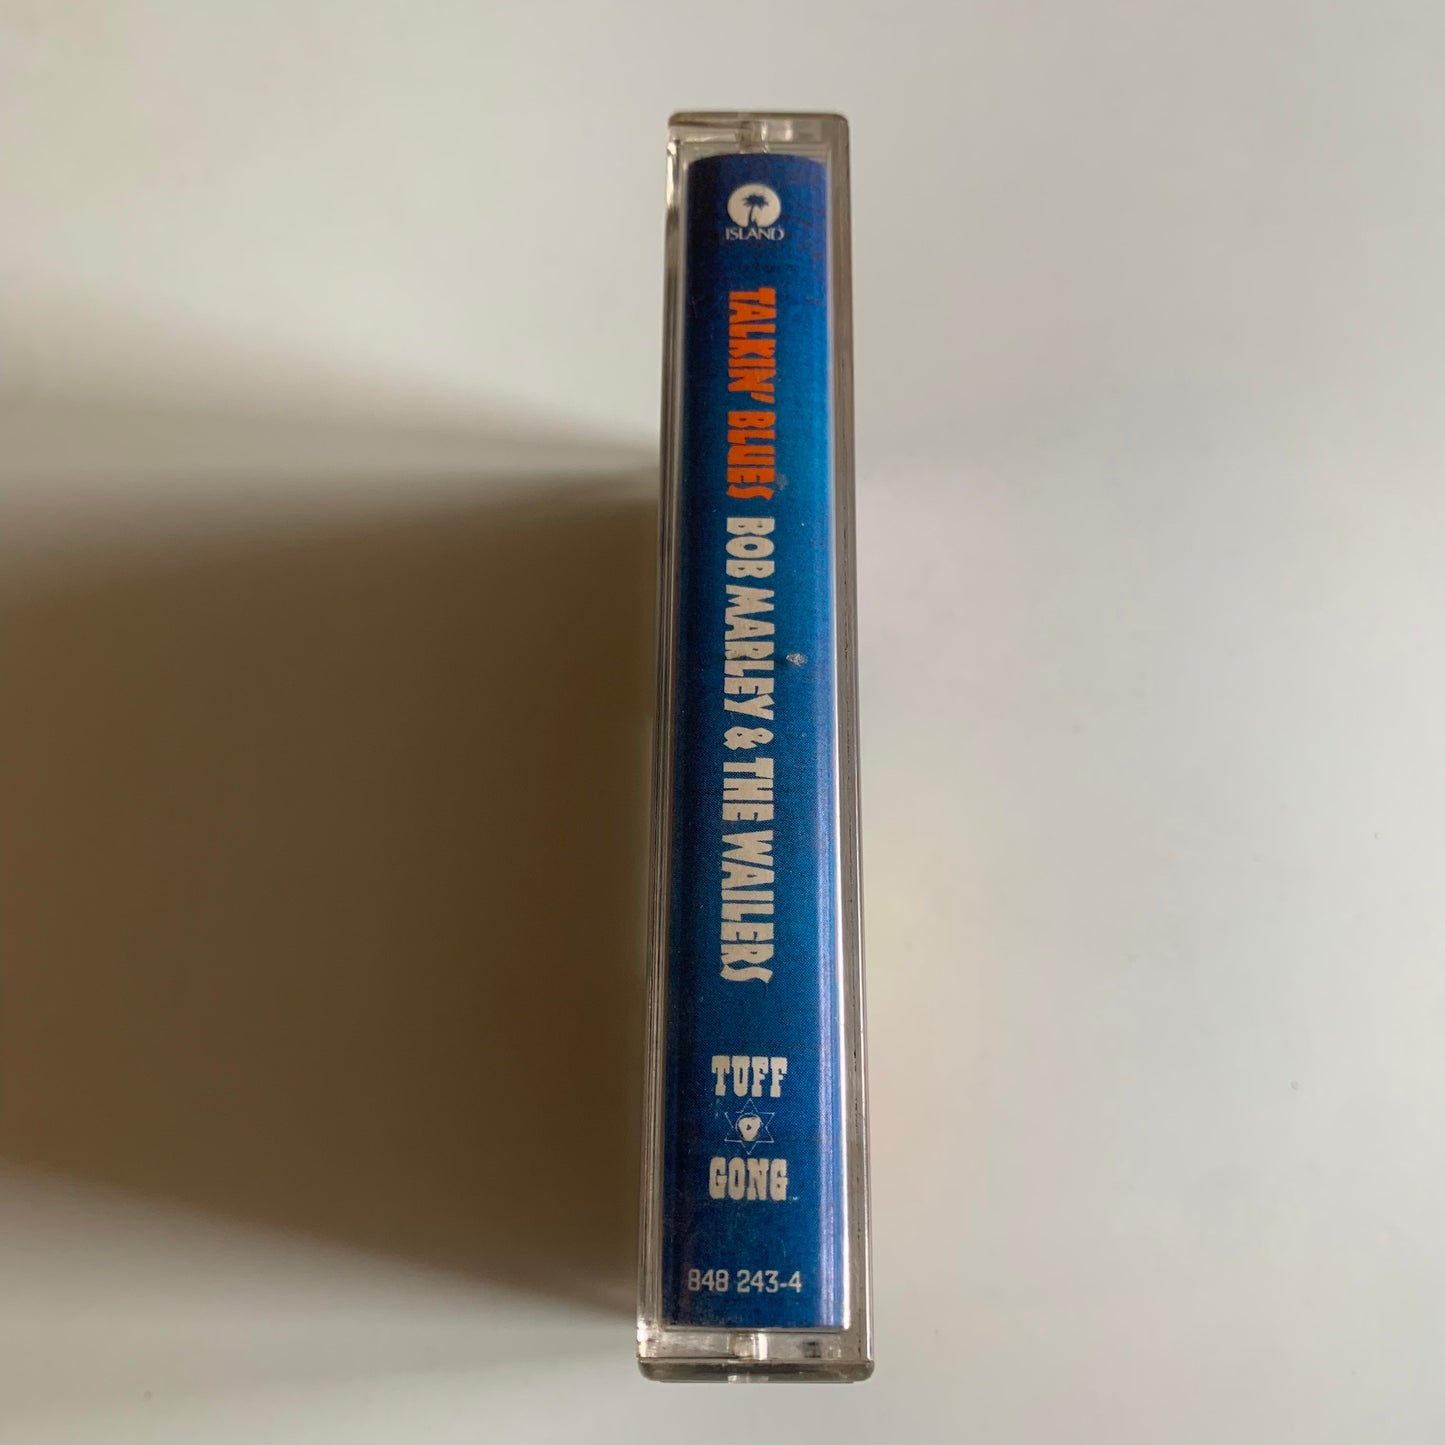 ISLAND
TALKIN' BLUES BOB MARLEY & THE WAILERS
TUFF
GONG
848 243-4